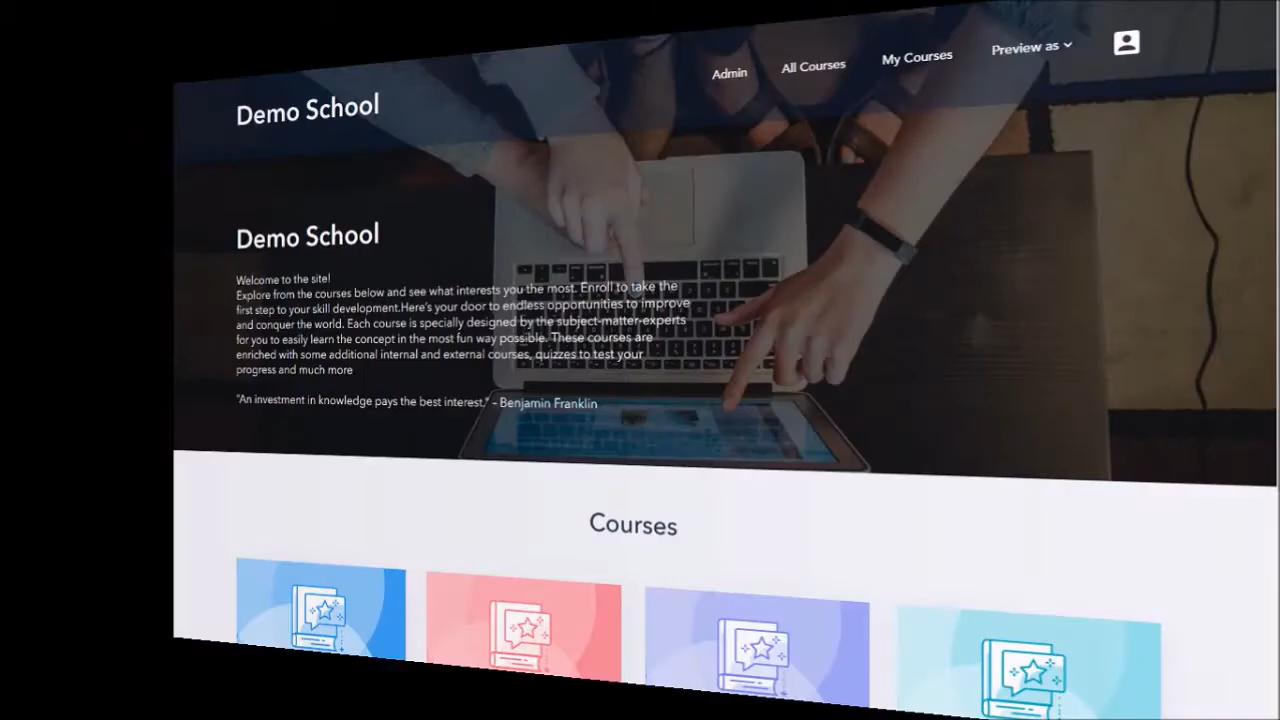 Admin
All Courses
My Courses
Preview as
Demo School
Demo School
Welcome to the site!
Explore from the courses below and see what interests you the most. Enroll to take the
first step to your skill development.Here's your door to endless opportunities to improve
and conquer the world. Each course is specially designed by the subject-matter-experts
for you to easily learn the concept in the most fun way possible. These courses are
enriched with some additional internal and external courses, quizzes to test your
progress and much more
"An investment in knowledge pays the best interest." - Benjamin Franklin
Courses